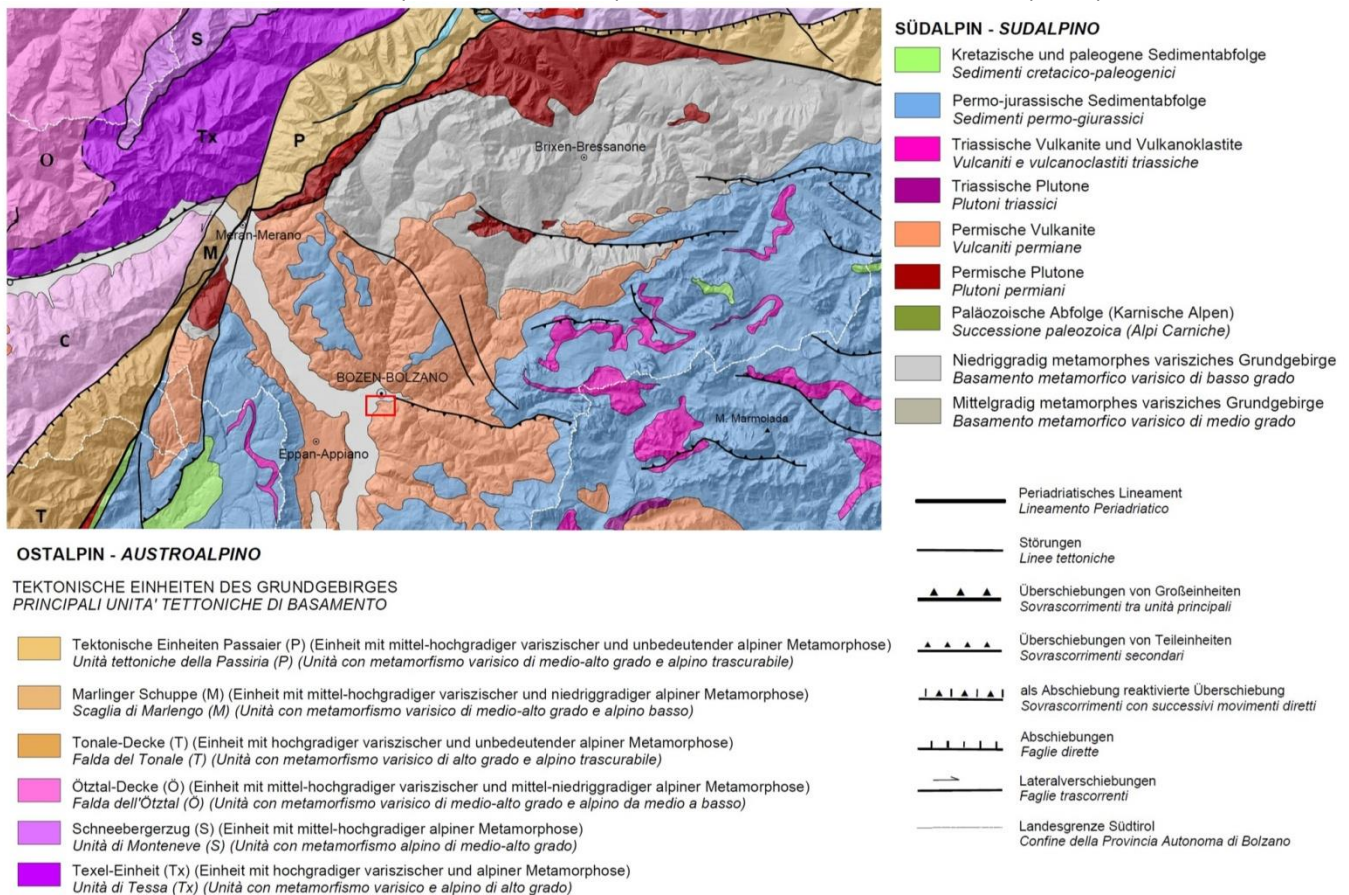 S
Tx
P
O
Brixen-Bressanone
Meran-Merano
M
C
BOZEN-BOLZANO
M. Marmolada
Eppan-Appiano
T
SÜDALPIN - SUDALPINO
Kretazische und paleogene Sedimentabfolge
Sedimenti cretacico-paleogenici
Permo-jurassische Sedimentabfolge
Sedimenti permo-giurassici
Triassische Vulkanite und Vulkanoklastite
Vulcaniti e vulcanoclastiti triassiche
Triassische Plutone
Plutoni triassici
Permische Vulkanite
Vulcaniti permiane
Permische Plutone
Plutoni permiani
Paläozoische Abfolge (Karnische Alpen)
Successione paleozoica (Alpi Carniche)
Niedriggradig metamorphes varisziches Grundgebirge
Basamento metamorfico varisico di basso grado
Mittelgradig metamorphes varisziches Grundgebirge
Basamento metamorfico varisico di medio grado
Periadriatisches Lineament
Lineamento Periadriatico
Störungen
Linee tettoniche
Überschiebungen von Großeinheiten
Sovrascorrimenti tra unità principali
Überschiebungen von Teileinheiten
Sovrascorrimenti secondari
als Abschiebung reaktivierte Überschiebung
Sovrascorrimenti con successivi movimenti diretti
Abschiebungen
Faglie dirette
Lateralverschiebungen
Faglie trascorrenti
Landesgrenze Südtirol
Confine della Provincia Autonoma di Bolzano
OSTALPIN - AUSTROALPINO
TEKTONISCHE EINHEITEN DES GRUNDGEBIRGES
PRINCIPALI UNITA' TETTONICHE DI BASAMENTO
Tektonische Einheiten Passaier (P) (Einheit mit mittel-hochgradiger variszischer und unbedeutender alpiner Metamorphose)
Unità tettoniche della Passiria (P) (Unità con metamorfismo varisico di medio-alto grado e alpino trascurabile)
Marlinger Schuppe (M) (Einheit mit mittel-hochgradiger variszischer und niedriggradiger alpiner Metamorphose)
Scaglia di Marlengo (M) (Unità con metamorfismo varisico di medio-alto grado e alpino basso)
Tonale-Decke (T) (Einheit mit hochgradiger variszischer und unbedeutender alpiner Metamorphose)
Falda del Tonale (T) (Unità con metamorfismo varisico di alto grado e alpino trascurabile)
Ötztal-Decke (Ö) (Einheit mit mittel-hochgradiger variszischer und mittel-niedriggradiger alpiner Metamorphose)
Falda dell'Ötztal (Ö) (Unità con metamorfismo varisico di medio-alto grado e alpino da medio a basso)
Schneebergerzug (S) (Einheit mit mittel-hochgradiger alpiner Metamorphose)
Unità di Monteneve (S) (Unità con metamorfismo alpino di medio-alto grado)
Texel-Einheit (Tx) (Einheit mit hochgradiger variszischer und alpiner Metamorphose)
Unità di Tessa (Tx) (Unità con metamorfismo varisico e alpino di alto grado)